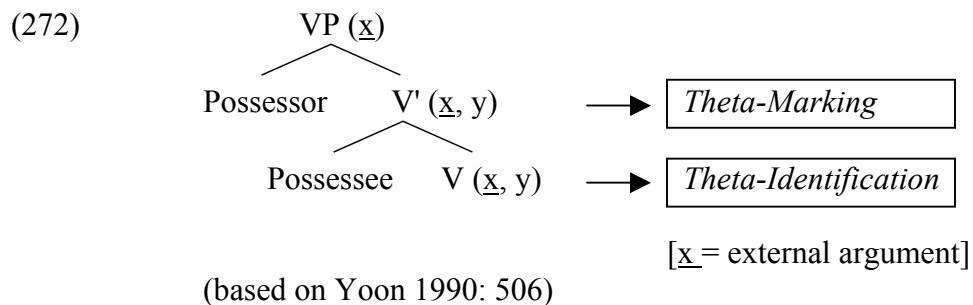 (272) VP (x)
Possessor V' (x, y) Theta-Marking
Possessee V (x, y) Theta-Identification
[x = external argument]
(based on Yoon 1990: 506)